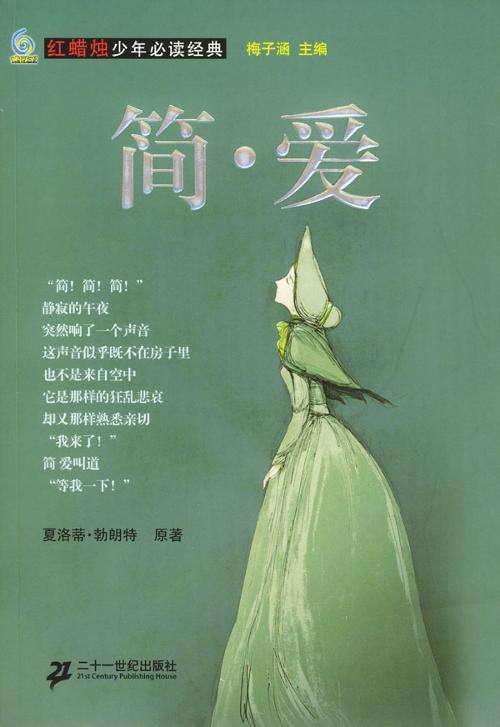 红蜡烛少年必读经典 梅子涵 主编
简·爱
“简！简！简！”
静寂的午夜
突然响了一个声音
这声音似乎既不在房子里
也不是来自空中
它是那样的狂乱悲哀
却又那样熟悉亲切
“我来了！”
简 爱叫道
“等我一下！”
夏洛蒂·勃朗特 原著
21 二十一世纪出版社
21st Century Publishing House